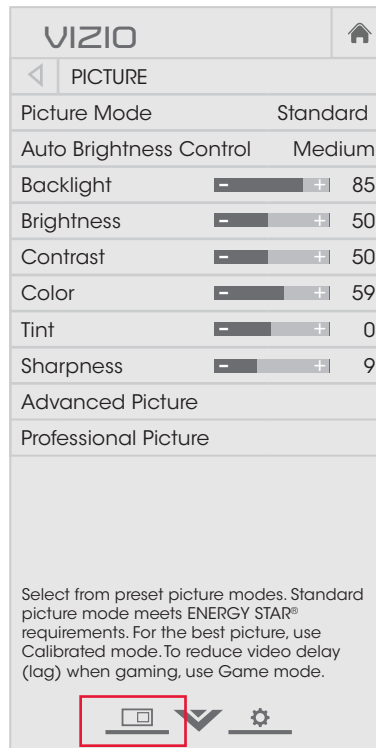 VIZIO
PICTURE
Picture Mode Standard
Auto Brightness Control Medium
Backlight - + 85
Brightness - + 50
Contrast - + 50
Color - + 59
Tint - + 0
Sharpness - + 9
Advanced Picture
Professional Picture
Select from preset picture modes. Standard
picture mode meets ENERGY STAR®
requirements. For the best picture, use
Calibrated mode. To reduce video delay
(lag) when gaming, use Game mode.